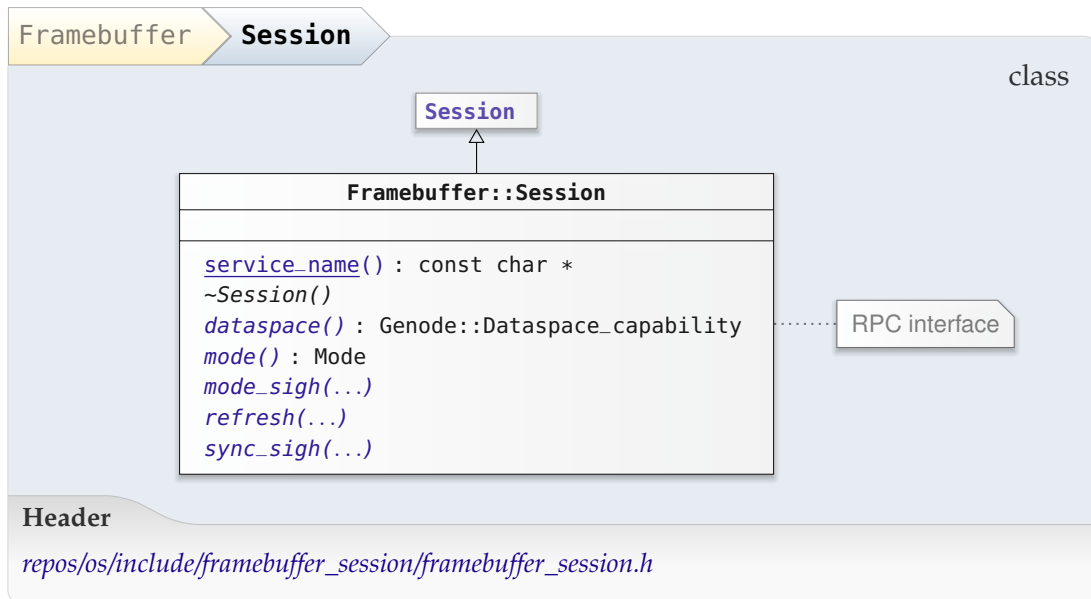 Framebuffer Session
class
Session
Framebuffer::Session
service_name() : const char *
~Session()
dataspace() : Genode::Dataspace_capability
mode() : Mode
mode_sigh(...)
refresh(...)
sync_sigh(...)
RPC interface
Header
repos/os/include/framebuffer_session/framebuffer_session.h